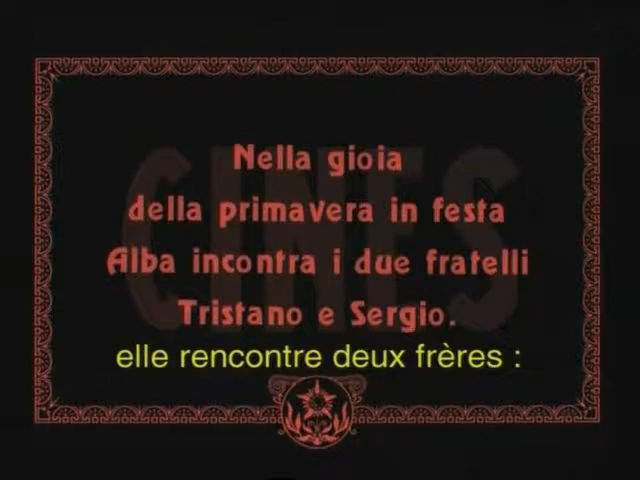 CINES
Nella gioia
della primavera in festa
Alba incontra i due fratelli
Tristano e Sergio.
elle rencontre deux frères :